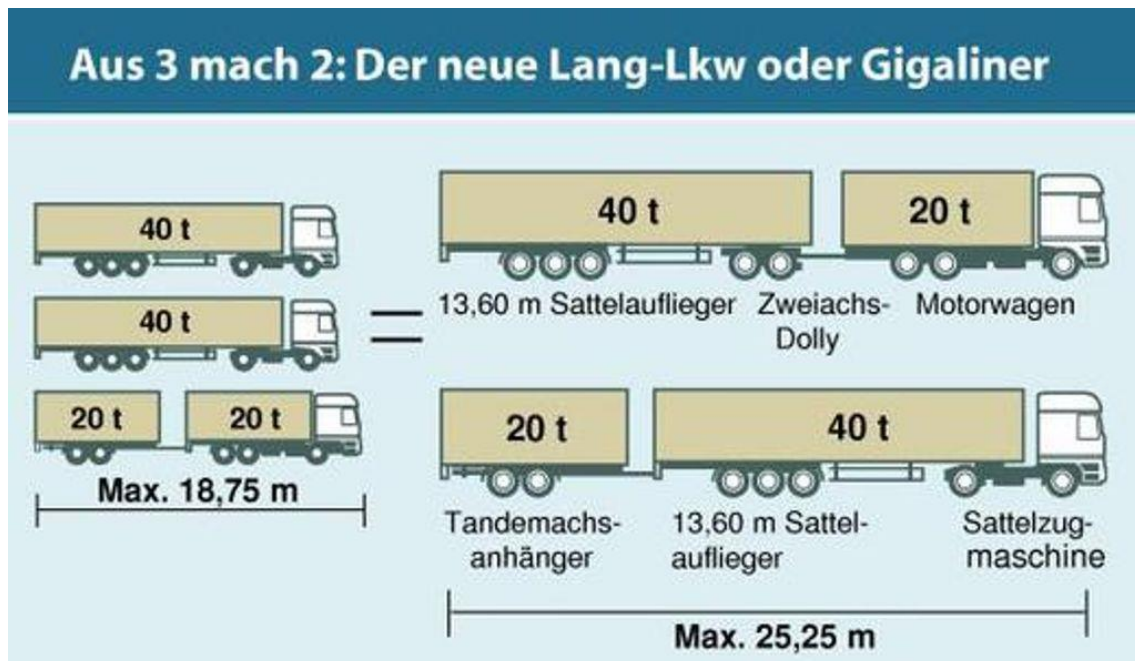 Aus 3 mach 2: Der neue Lang-Lkw oder Gigaliner
40 t
40 t
20 t 20 t
Max. 18,75 m
40 t 20 t
13,60 m Sattelauflieger Zweiachs- Motorwagen
Dolly
20 t 40 t
Tandemachs- 13,60 m Sattel- Sattelzug-
anhänger auflieger maschine
Max. 25,25 m